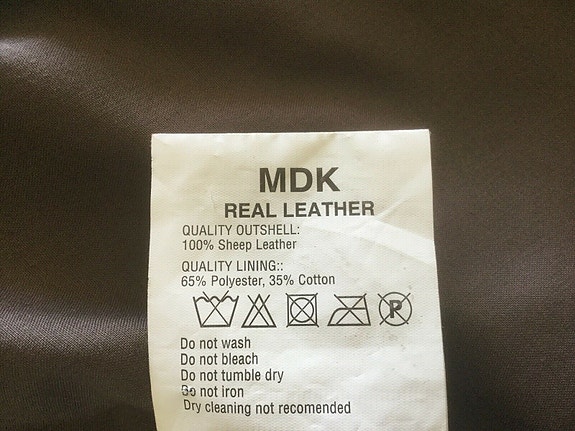 MDK
REAL LEATHER
QUALITY OUTSHELL:
100% Sheep Leather
QUALITY LINING::
65% Polyester, 35% Cotton
P
Do not wash
Do not bleach
Do not tumble dry
Do not iron
Dry cleaning not recomended